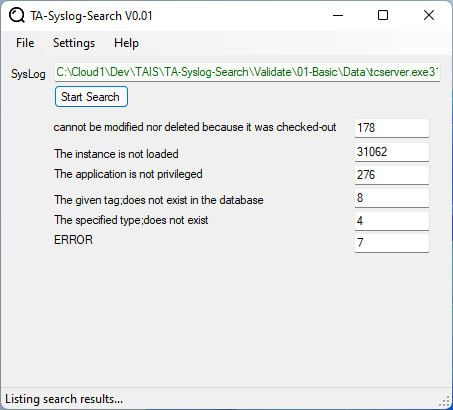 TA-Syslog-Search V0.01
File Settings Help
SysLog C:\Cloud1\Dev\TAIS\TA-Syslog-Search\Validate\01-Basic\Data\tcserver.exe31
Start Search
cannot be modified nor deleted because it was checked-out 178
The instance is not loaded 31062
The application is not privileged 276
The given tag;does not exist in the database 8
The specified type;does not exist 4
ERROR 7
Listing search results...